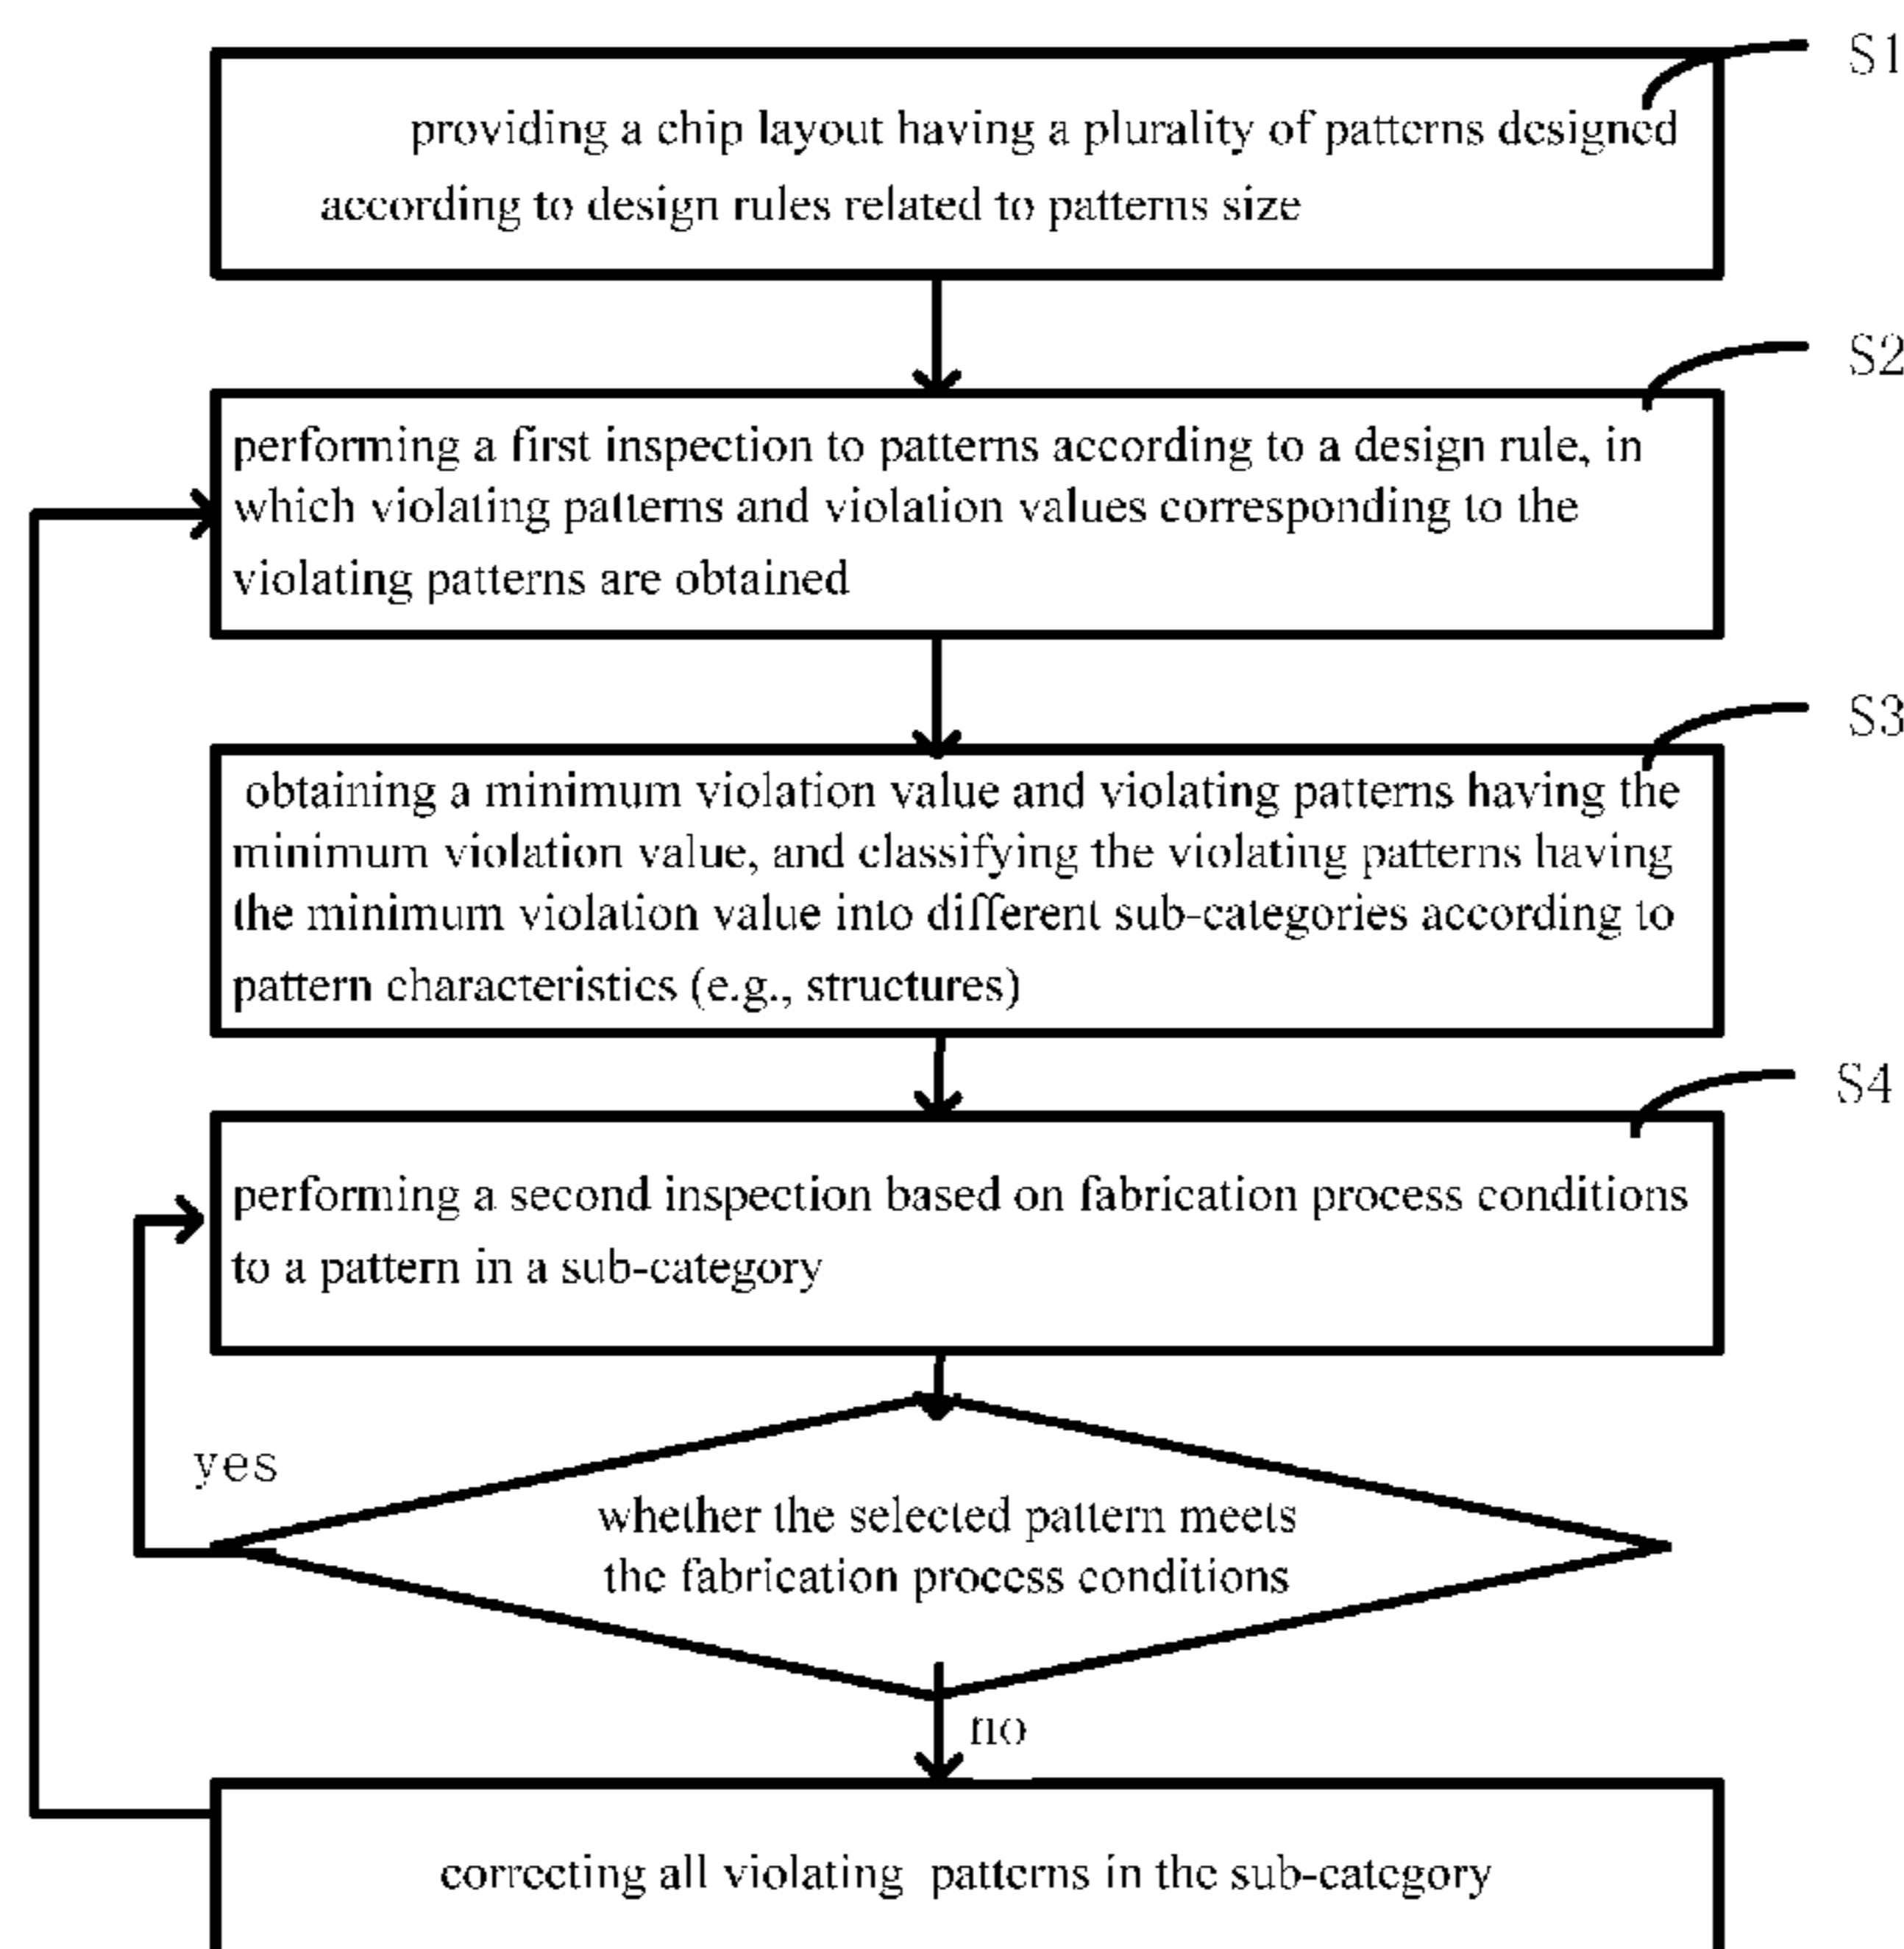 S1
providing a chip layout having a plurality of patterns designed
according to design rules related to patterns size
S2
performing a first inspection to patterns according to a design rule, in
which violating patterns and violation values corresponding to the
violating patterns are obtained
S3
obtaining a minimum violation value and violating patterns having the
minimum violation value, and classifying the violating patterns having
the minimum violation value into different sub-categories according to
pattern characteristics (e.g., structures)
S4
performing a second inspection based on fabrication process conditions
to a pattern in a sub-category
yes
whether the selected pattern meets
the fabrication process conditions
no
correcting all violating patterns in the sub-category